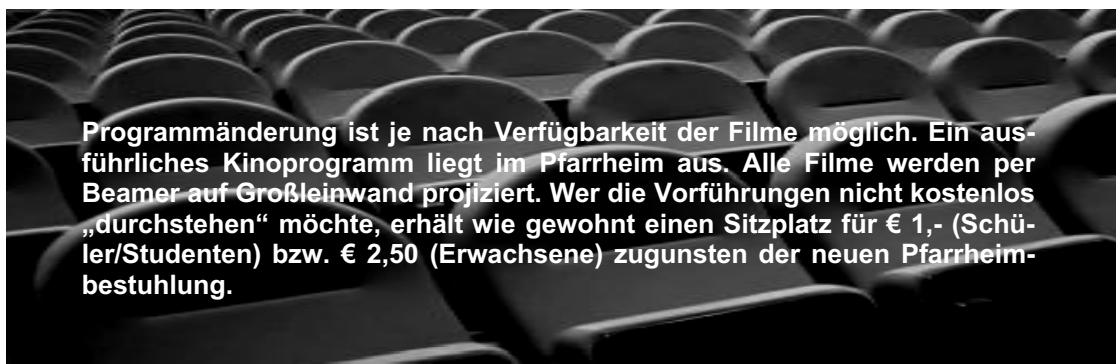 Programmänderung ist je nach Verfügbarkeit der Filme möglich. Ein aus-
führliches Kinoprogramm liegt im Pfarrheim aus. Alle Filme werden per
Beamer auf Großleinwand projiziert. Wer die Vorführungen nicht kostenlos
„durchstehen“ möchte, erhält wie gewohnt einen Sitzplatz für € 1,- (Schü-
ler/Studenten) bzw. € 2,50 (Erwachsene) zugunsten der neuen Pfarrheim-
bestuhlung.